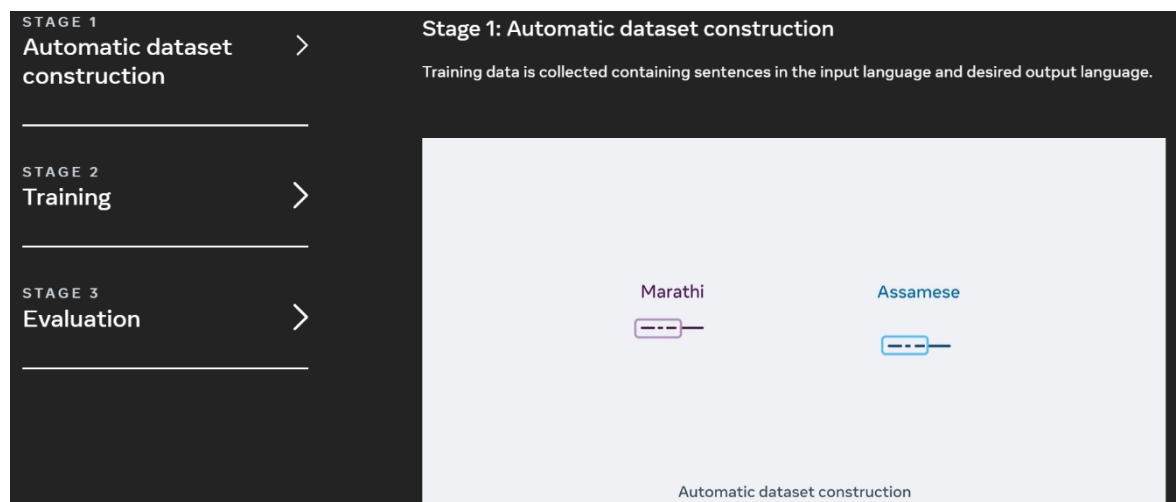 STAGE 1
Automatic dataset
construction
STAGE 2
Training
STAGE 3
Evaluation
Stage 1: Automatic dataset construction
Training data is collected containing sentences in the input language and desired output language.
Marathi
Assamese
Automatic dataset construction